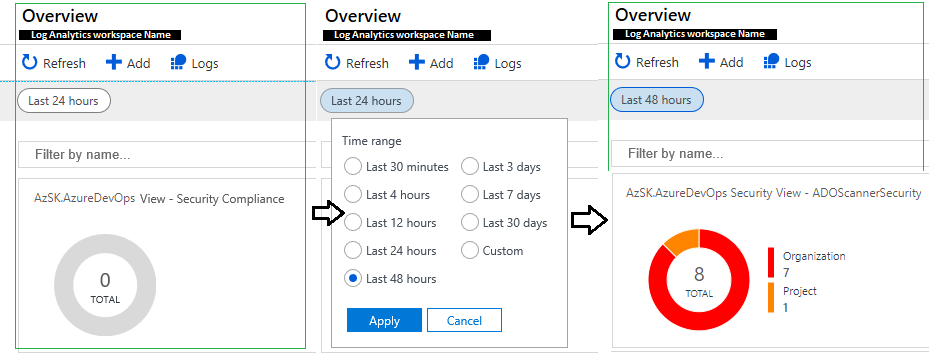 Overview
Log Analytics workspace Name
Refresh Add Logs
Last 24 hours
Filter by name...
AzSK.AzureDevOps View - Security Compliance
0
TOTAL
Overview
Log Analytics workspace Name
Refresh Add Logs
Last 24 hours
Time range
Last 30 minutes Last 3 days
Last 4 hours Last 7 days
Last 12 hours Last 30 days
Last 24 hours Custom
Last 48 hours
Apply Cancel
Overview
Log Analytics workspace Name
Refresh Add Logs
Last 48 hours
Filter by name...
AzSK.AzureDevOps Security View - ADOScannerSecurity
8
TOTAL
Organization
7
Project
1